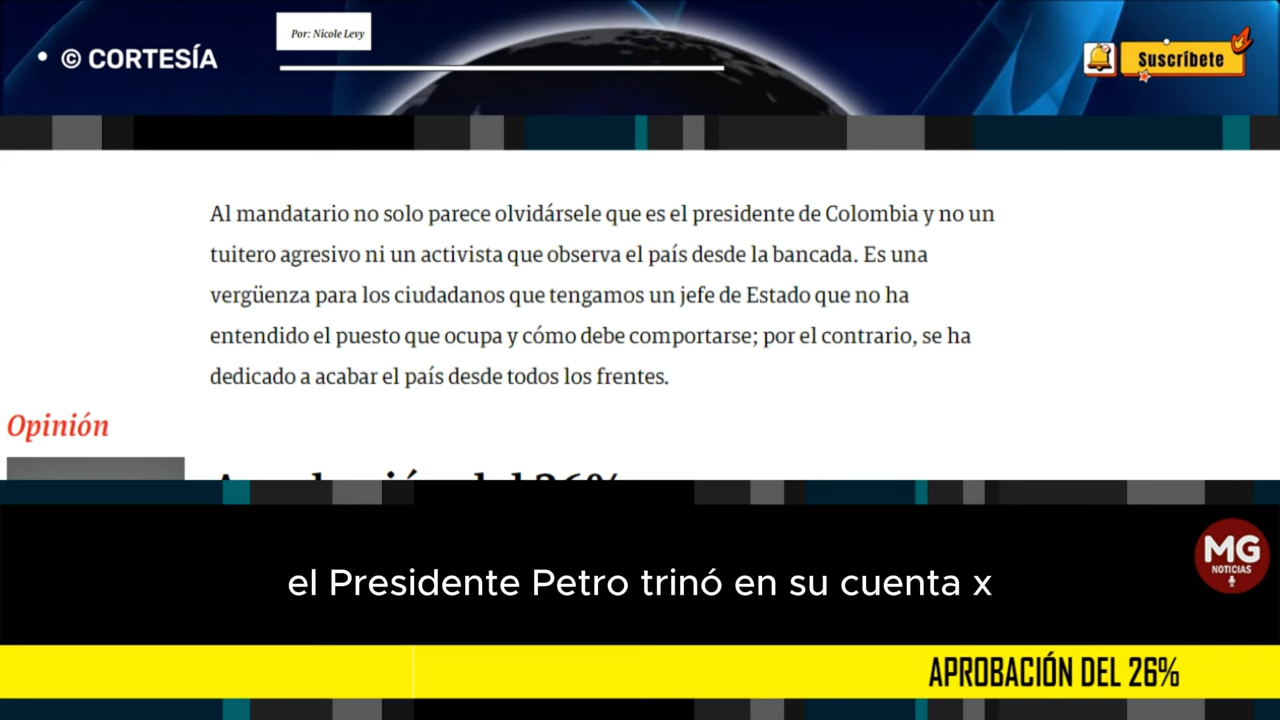 Por: Nicole Levy
• © CORTESÍA
Suscríbete
Al mandatario no solo parece olvidársele que es el presidente de Colombia y no un
tuitero agresivo ni un activista que observa el país desde la bancada. Es una
vergüenza para los ciudadanos que tengamos un jefe de Estado que no ha
entendido el puesto que ocupa y cómo debe comportarse; por el contrario, se ha
dedicado a acabar el país desde todos los frentes.
Opinión
Aprobación del 26%
el Presidente Petro trinó en su cuenta x
MG
NOTICIAS
APROBACIÓN DEL 26%